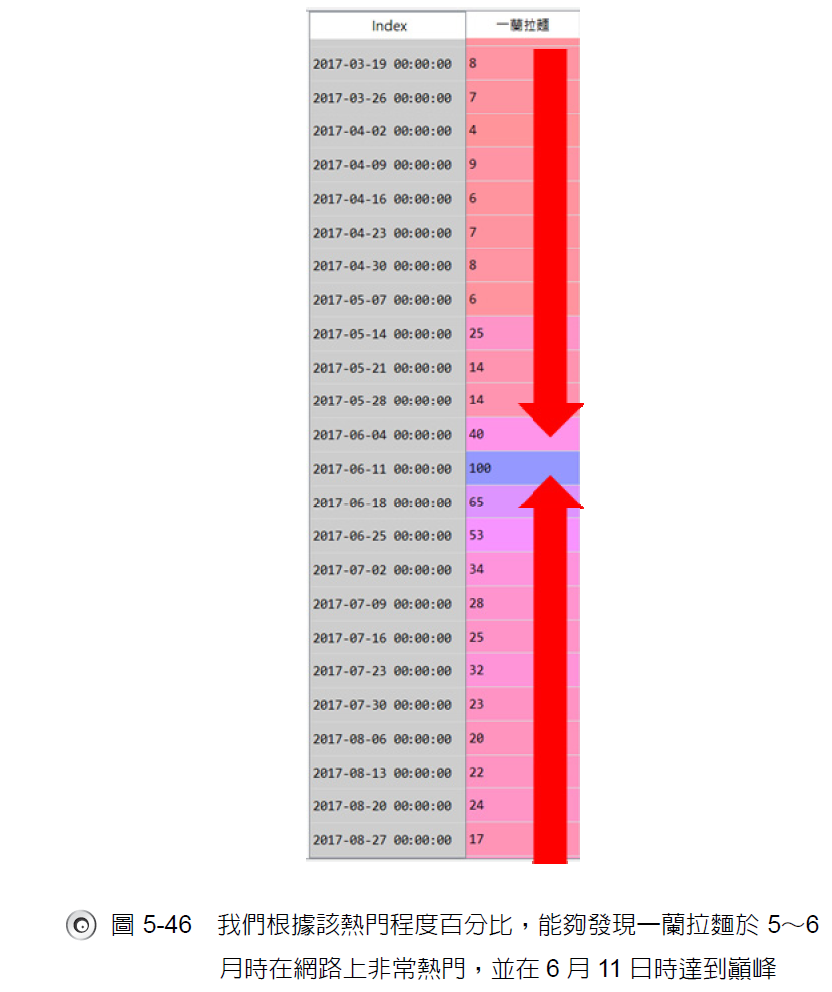 Index 一蘭拉麵
2017-03-19 00:00:00 8
2017-03-26 00:00:00 7
2017-04-02 00:00:00 4
2017-04-09 00:00:00 9
2017-04-16 00:00:00 6
2017-04-23 00:00:00 7
2017-04-30 00:00:00 8
2017-05-07 00:00:00 6
2017-05-14 00:00:00 25
2017-05-21 00:00:00 14
2017-05-28 00:00:00 14
2017-06-04 00:00:00 40
2017-06-11 00:00:00 100
2017-06-18 00:00:00 65
2017-06-25 00:00:00 53
2017-07-02 00:00:00 34
2017-07-09 00:00:00 28
2017-07-16 00:00:00 25
2017-07-23 00:00:00 32
2017-07-30 00:00:00 23
2017-08-06 00:00:00 20
2017-08-13 00:00:00 22
2017-08-20 00:00:00 24
2017-08-27 00:00:00 17
圖 5-46 我們根據該熱門程度百分比，能夠發現一蘭拉麵於 5～6
月時在網路上非常熱門，並在 6 月 11 日時達到巔峰